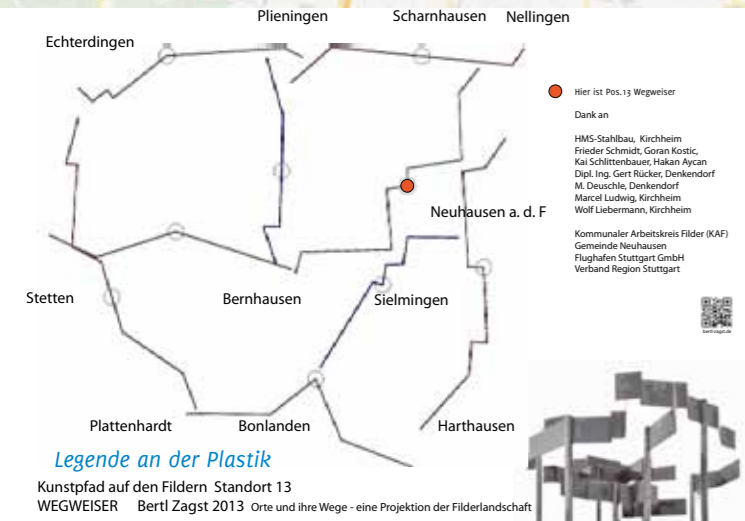 Plieningen
Scharnhausen
Nellingen
Echterdingen
Hier ist Pos.13 Wegweiser
Dank an
HMS-Stahlbau, Kirchheim
Frieder Schmidt, Goran Kostic,
Kai Schlittenbauer, Hakan Aycan
Dipl. Ing. Gert Rücker, Denkendorf
M. Deuschle, Denkendorf
Marcel Ludwig, Kirchheim
Wolf Liebermann, Kirchheim
Kommunaler Arbeitskreis Filder (KAF)
Gemeinde Neuhausen
Flughafen Stuttgart GmbH
Verband Region Stuttgart
bertl-zagst.de
Neuhausen a. d. F
Stetten
Bernhausen
Sielmingen
Plattenhardt
Bonlanden
Harthausen
Legende an der Plastik
Kunstpfad auf den Fildern Standort 13
WEGWEISER Bertl Zagst 2013 Orte und ihre Wege - eine Projektion der Filderlandschaft